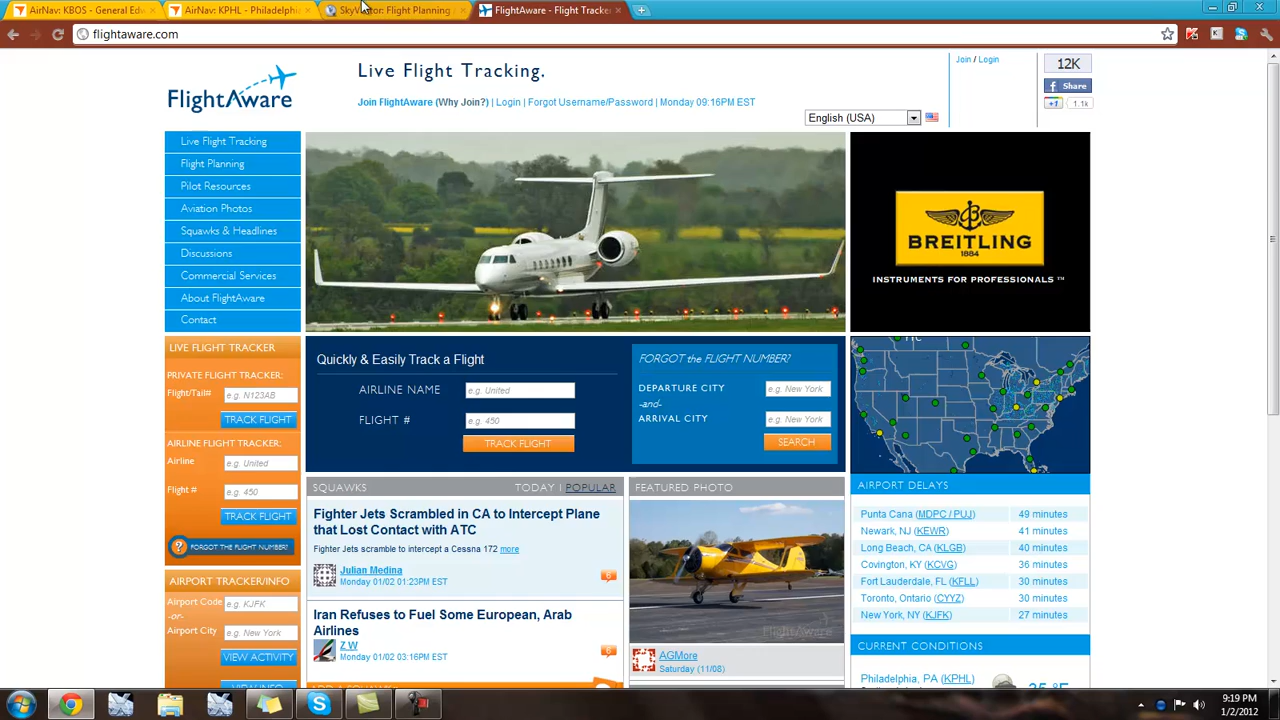 AirNav: KBOS - General Edw
AirNav: KPHL - Philadelphi
SkyVector: Flight Planning
FlightAware - Flight Tracke
flightaware.com
FlightAware
Live Flight Tracking.
Join FlightAware (Why Join?) | Login | Forgot Username/Password | Monday 09:16PM EST
English (USA)
Join / Login
12K
Share
+1 1.1k
Live Flight Tracking
Flight Planning
Pilot Resources
Aviation Photos
Squawks & Headlines
Discussions
Commercial Services
About FlightAware
Contact
BREITLING
1884
INSTRUMENTS FOR PROFESSIONALS™
LIVE FLIGHT TRACKER
PRIVATE FLIGHT TRACKER:
Flight/Tail# e.g. N123AB
TRACK FLIGHT
AIRLINE FLIGHT TRACKER:
Airline e.g. United
Flight # e.g. 450
TRACK FLIGHT
? FORGOT THE FLIGHT NUMBER?
AIRPORT TRACKER/INFO
Airport Code e.g. KJFK
-or-
Airport City e.g. New York
VIEW ACTIVITY
VIEW INFO
Quickly & Easily Track a Flight
AIRLINE NAME e.g. United
FLIGHT # e.g. 450
TRACK FLIGHT
FORGOT the FLIGHT NUMBER?
DEPARTURE CITY e.g. New York
-and-
ARRIVAL CITY e.g. New York
SEARCH
SQUAWKS TODAY | POPULAR
Fighter Jets Scrambled in CA to Intercept Plane
that Lost Contact with ATC
Fighter Jets scramble to intercept a Cessna 172 more
Julian Medina
Monday 01/02 01:23PM EST
6
Iran Refuses to Fuel Some European, Arab
Airlines
Z W
Monday 01/02 03:16PM EST
6
FEATURED PHOTO
FlightAware
AGMore
Saturday (11/08)
AIRPORT DELAYS
Punta Cana (MDPC / PUJ) 49 minutes
Newark, NJ (KEWR) 41 minutes
Long Beach, CA (KLGB) 40 minutes
Covington, KY (KCVG) 36 minutes
Fort Lauderdale, FL (KFLL) 30 minutes
Toronto, Ontario (CYYZ) 30 minutes
New York, NY (KJFK) 27 minutes
CURRENT CONDITIONS
Philadelphia, PA (KPHL)
35 °F
9:19 PM
1/2/2012